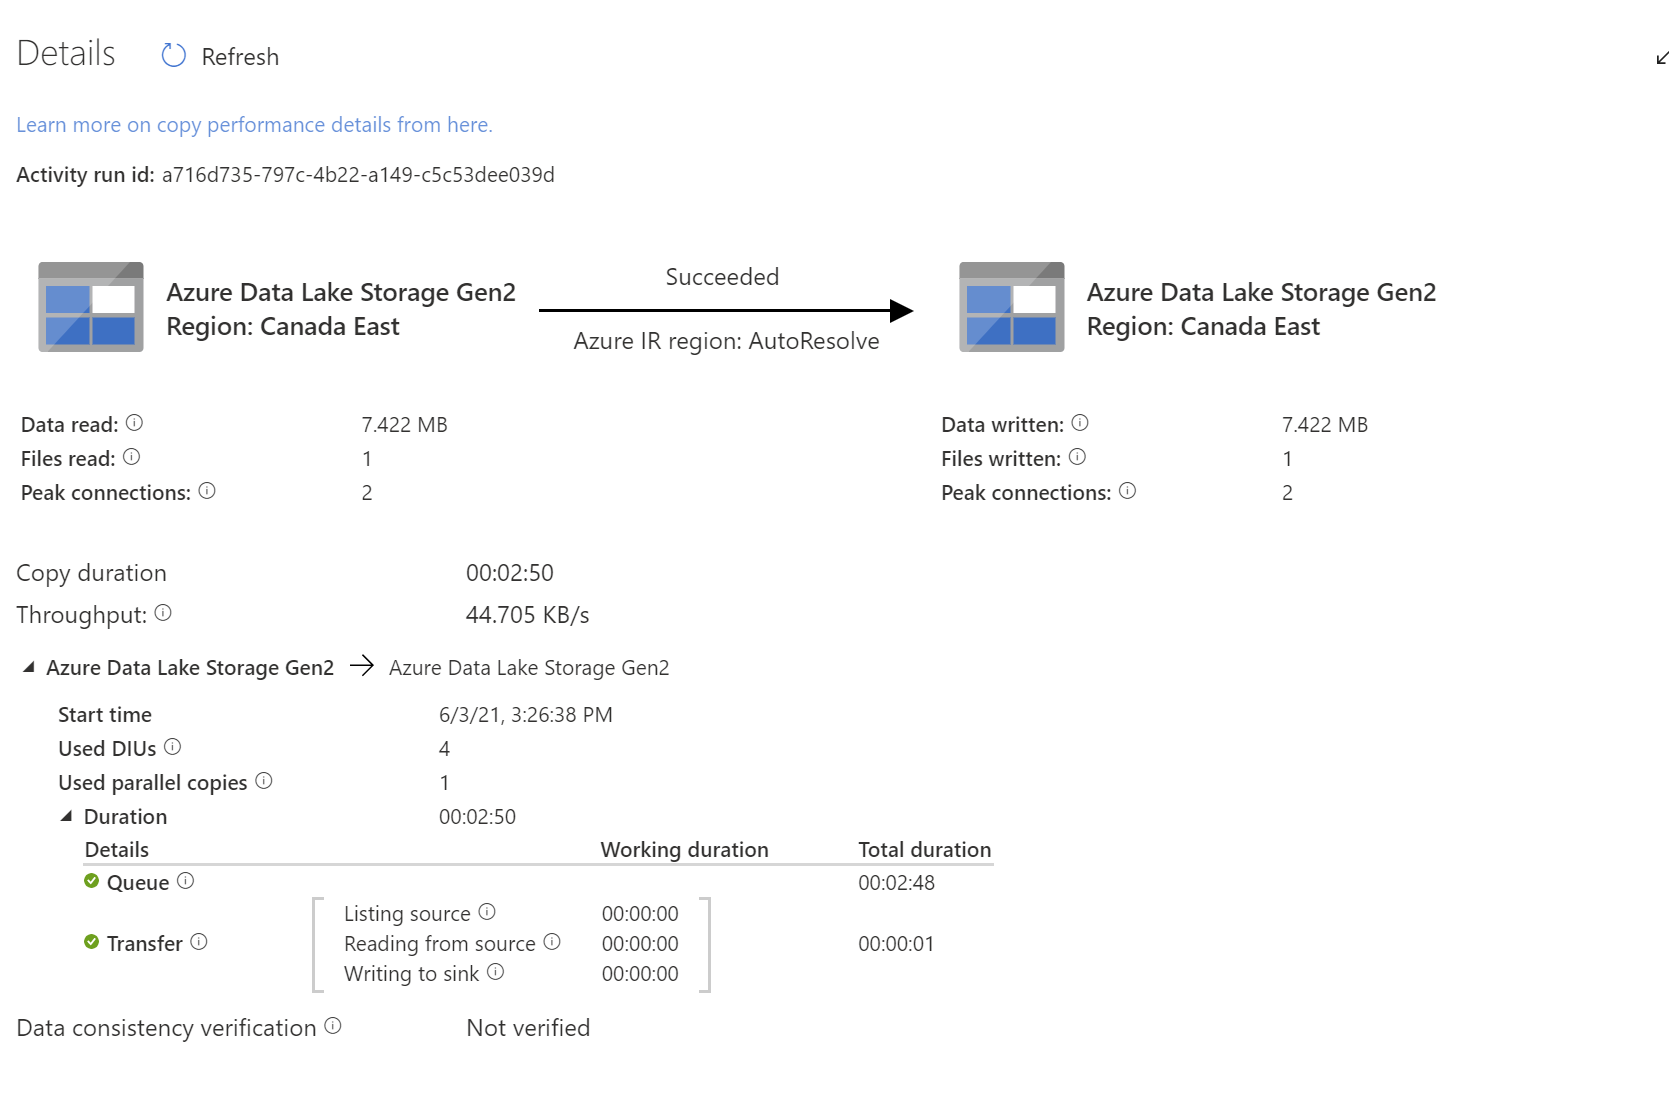 Details Refresh
Learn more on copy performance details from here.
Activity run id: a716d735-797c-4b22-a149-c5c53dee039d
Azure Data Lake Storage Gen2
Region: Canada East
Succeeded
Azure IR region: AutoResolve
Azure Data Lake Storage Gen2
Region: Canada East
Data read: 7.422 MB
Files read: 1
Peak connections: 2
Data written: 7.422 MB
Files written: 1
Peak connections: 2
Copy duration 00:02:50
Throughput: 44.705 KB/s
Azure Data Lake Storage Gen2 → Azure Data Lake Storage Gen2
Start time 6/3/21, 3:26:38 PM
Used DIUs 4
Used parallel copies 1
Duration 00:02:50
Details Working duration Total duration
Queue 00:02:48
Listing source 00:00:00
Transfer Reading from source 00:00:00 00:00:01
Writing to sink 00:00:00
Data consistency verification Not verified